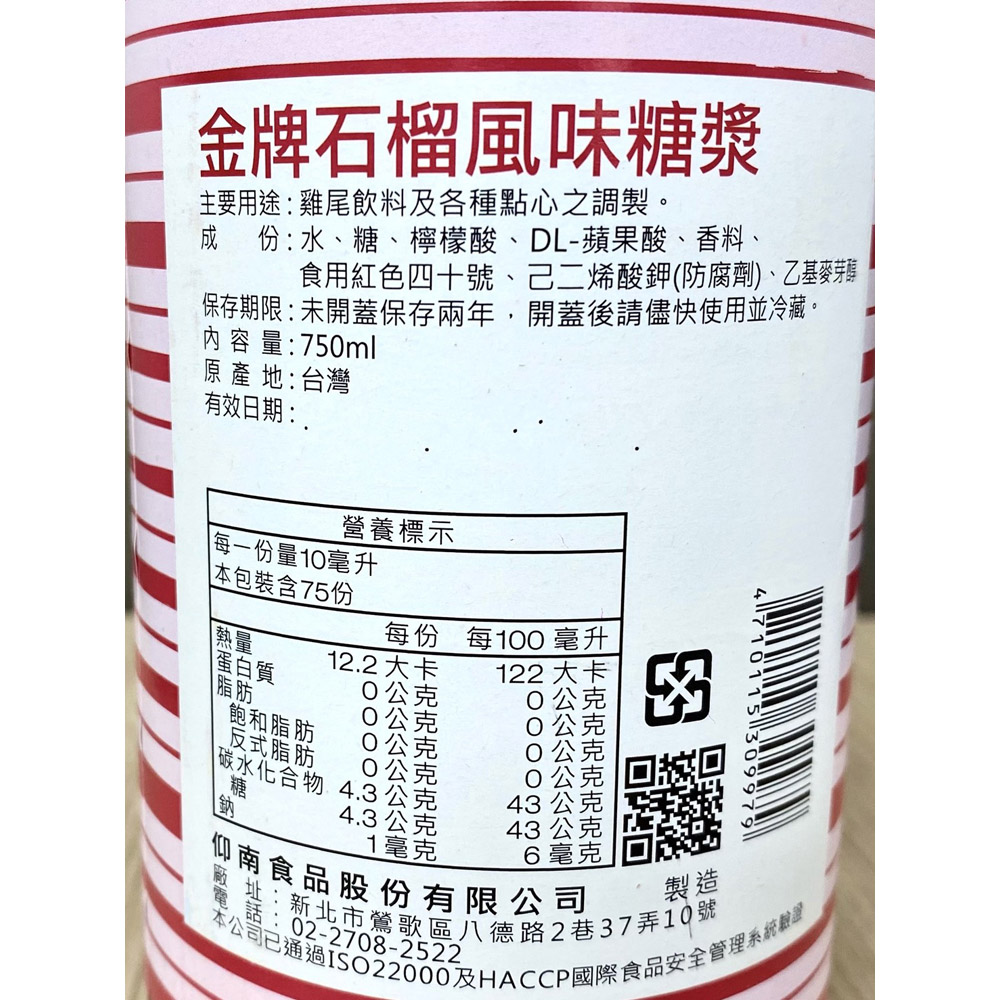 金牌石榴風味糖漿
主要用途：雞尾飲料及各種點心之調製。
成　份：水、糖、檸檬酸、DL-蘋果酸、香料、
食用紅色四十號、己二烯酸鉀(防腐劑)、乙基麥芽醇
保存期限：未開蓋保存兩年，開蓋後請儘快使用並冷藏。
內容量：750ml
原產地：台灣
有效日期：
營養標示
每一份量10毫升
本包裝含75份
每份　每100毫升
熱量　12.2大卡　122大卡
蛋白質　0公克　0公克
脂肪　0公克　0公克
飽和脂肪　0公克　0公克
反式脂肪　0公克　0公克
碳水化合物　4.3公克　43公克
糖　4.3公克　43公克
鈉　1毫克　6毫克
4710115309979
仰南食品股份有限公司　製造
廠址：新北市鶯歌區八德路2巷37弄10號
電話：02-2708-2522
本公司已通過ISO22000及HACCP國際食品安全管理系統驗證